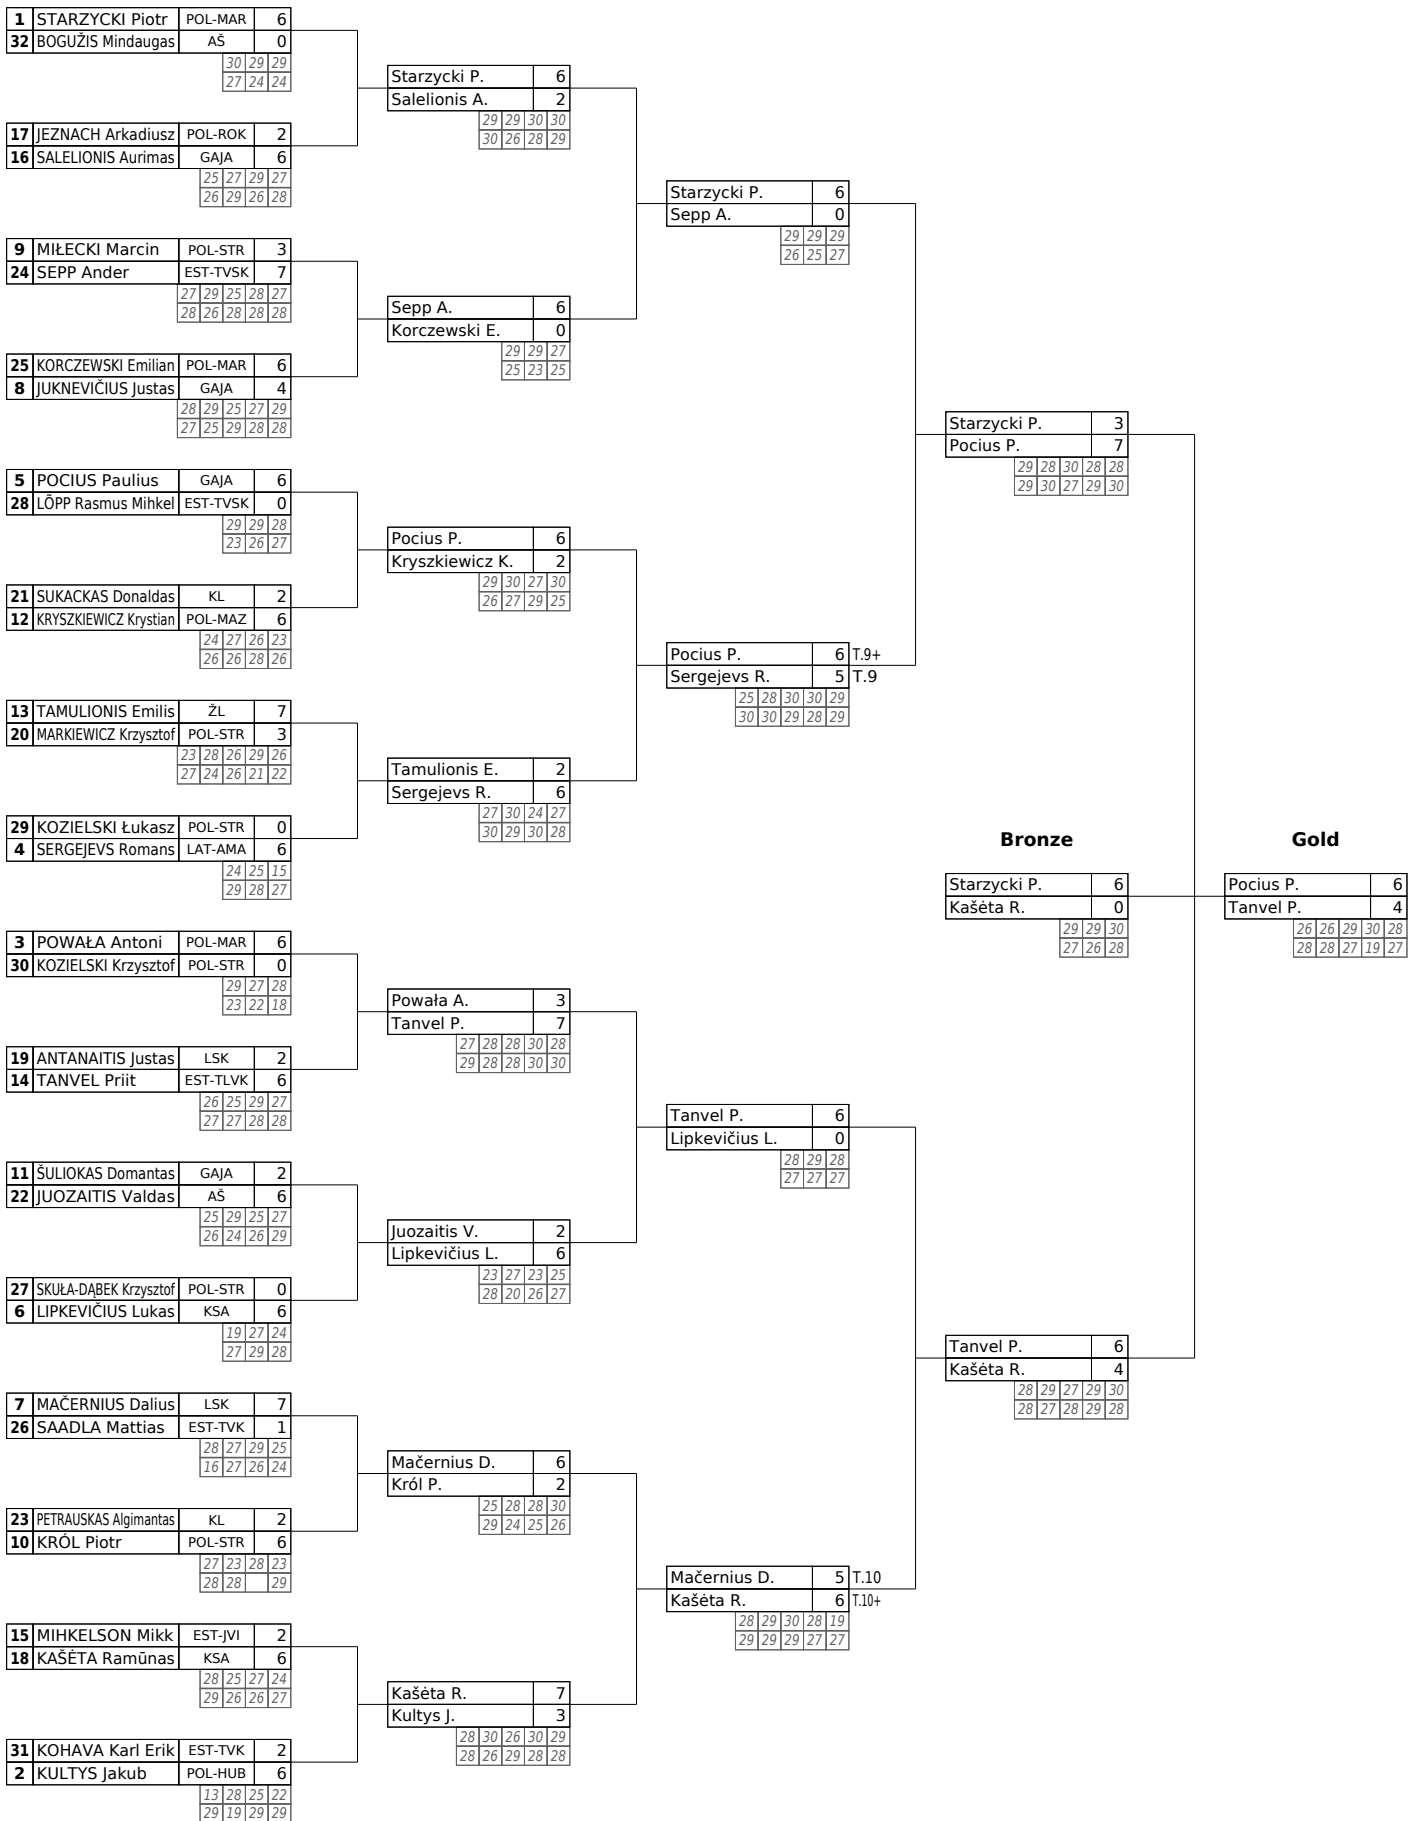 1 STARZYCKI Piotr POL-MAR 6
32 BOGUŽIS Mindaugas AŠ 0
30 29 29
27 24 24
17 JEZNACH Arkadiusz POL-ROK 2
16 SALELIONIS Aurimas GAJA 6
25 27 29 27
26 29 26 28
9 MIŁECKI Marcin POL-STR 3
24 SEPP Ander EST-TVSK 7
27 29 25 28 27
28 26 28 28 28
25 KORCZEWSKI Emilian POL-MAR 6
8 JUKNEVIČIUS Justas GAJA 4
28 29 25 27 29
27 25 29 28 28
5 POCIUS Paulius GAJA 6
28 LÕPP Rasmus Mihkel EST-TVSK 0
29 29 28
23 26 27
21 SUKACKAS Donaldas KL 2
12 KRYSZKIEWICZ Krystian POL-MAZ 6
24 27 26 23
26 26 28 26
13 TAMULIONIS Emilis ŽL 7
20 MARKIEWICZ Krzysztof POL-STR 3
23 28 26 29 26
27 24 26 21 22
29 KOZIELSKI Łukasz POL-STR 0
4 SERGEJEVS Romans LAT-AMA 6
24 25 15
29 28 27
3 POWAŁA Antoni POL-MAR 6
30 KOZIELSKI Krzysztof POL-STR 0
29 27 28
23 22 18
19 ANTANAITIS Justas LSK 2
14 TANVEL Priit EST-TLVK 6
26 25 29 27
27 27 28 28
11 ŠULIOKAS Domantas GAJA 2
22 JUOZAITIS Valdas AŠ 6
25 29 25 27
26 24 26 29
27 SKUŁA-DĄBEK Krzysztof POL-STR 0
6 LIPKEVIČIUS Lukas KSA 6
19 27 24
27 29 28
7 MAČERNIUS Dalius LSK 7
26 SAADLA Mattias EST-TVK 1
28 27 29 25
16 27 26 24
23 PETRAUSKAS Algimantas KL 2
10 KRÓL Piotr POL-STR 6
27 23 28 23
28 28 29
15 MIHKELSON Mikk EST-JVI 2
18 KAŠĖTA Ramūnas KSA 6
28 25 27 24
29 26 26 27
31 KOHAVA Karl Erik EST-TVK 2
2 KULTYS Jakub POL-HUB 6
13 28 25 22
29 19 29 29
Starzycki P. 6
Salelionis A. 2
29 29 30 30
30 26 28 29
Sepp A. 6
Korczewski E. 0
29 29 27
25 23 25
Pocius P. 6
Kryszkiewicz K. 2
29 30 27 30
26 27 29 25
Tamulionis E. 2
Sergejevs R. 6
27 30 24 27
30 29 30 28
Powała A. 3
Tanvel P. 7
27 28 28 30 28
29 28 28 30 30
Juozaitis V. 2
Lipkevičius L. 6
23 27 23 25
28 20 26 27
Mačernius D. 6
Król P. 2
25 28 28 30
29 24 25 26
Kašėta R. 7
Kultys J. 3
28 30 26 30 29
28 26 29 28 28
Starzycki P. 6
Sepp A. 0
29 29 29
26 25 27
Pocius P. 6 T.9+
Sergejevs R. 5 T.9
25 28 30 30 29
30 30 29 28 29
Tanvel P. 6
Lipkevičius L. 0
28 29 28
27 27 27
Mačernius D. 5 T.10
Kašėta R. 6 T.10+
28 29 30 28 19
29 29 29 27 27
Starzycki P. 3
Pocius P. 7
29 28 30 28 28
29 30 27 29 30
Tanvel P. 6
Kašėta R. 4
28 29 27 29 30
28 27 28 29 28
Bronze
Starzycki P. 6
Kašėta R. 0
29 29 30
27 26 28
Gold
Pocius P. 6
Tanvel P. 4
26 26 29 30 28
28 28 27 19 27